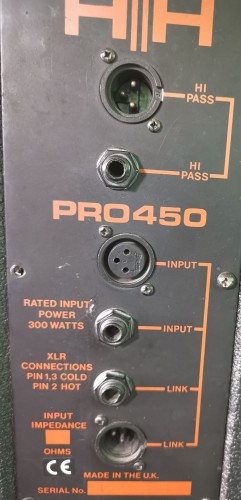 H||H
HI
PASS
HI
PASS
PRO450
INPUT
RATED INPUT
POWER
300 WATTS
INPUT
XLR
CONNECTIONS
PIN 1,3 COLD
PIN 2 HOT
LINK
INPUT
IMPEDANCE
OHMS
LINK
CE
MADE IN THE U.K.
SERIAL No.